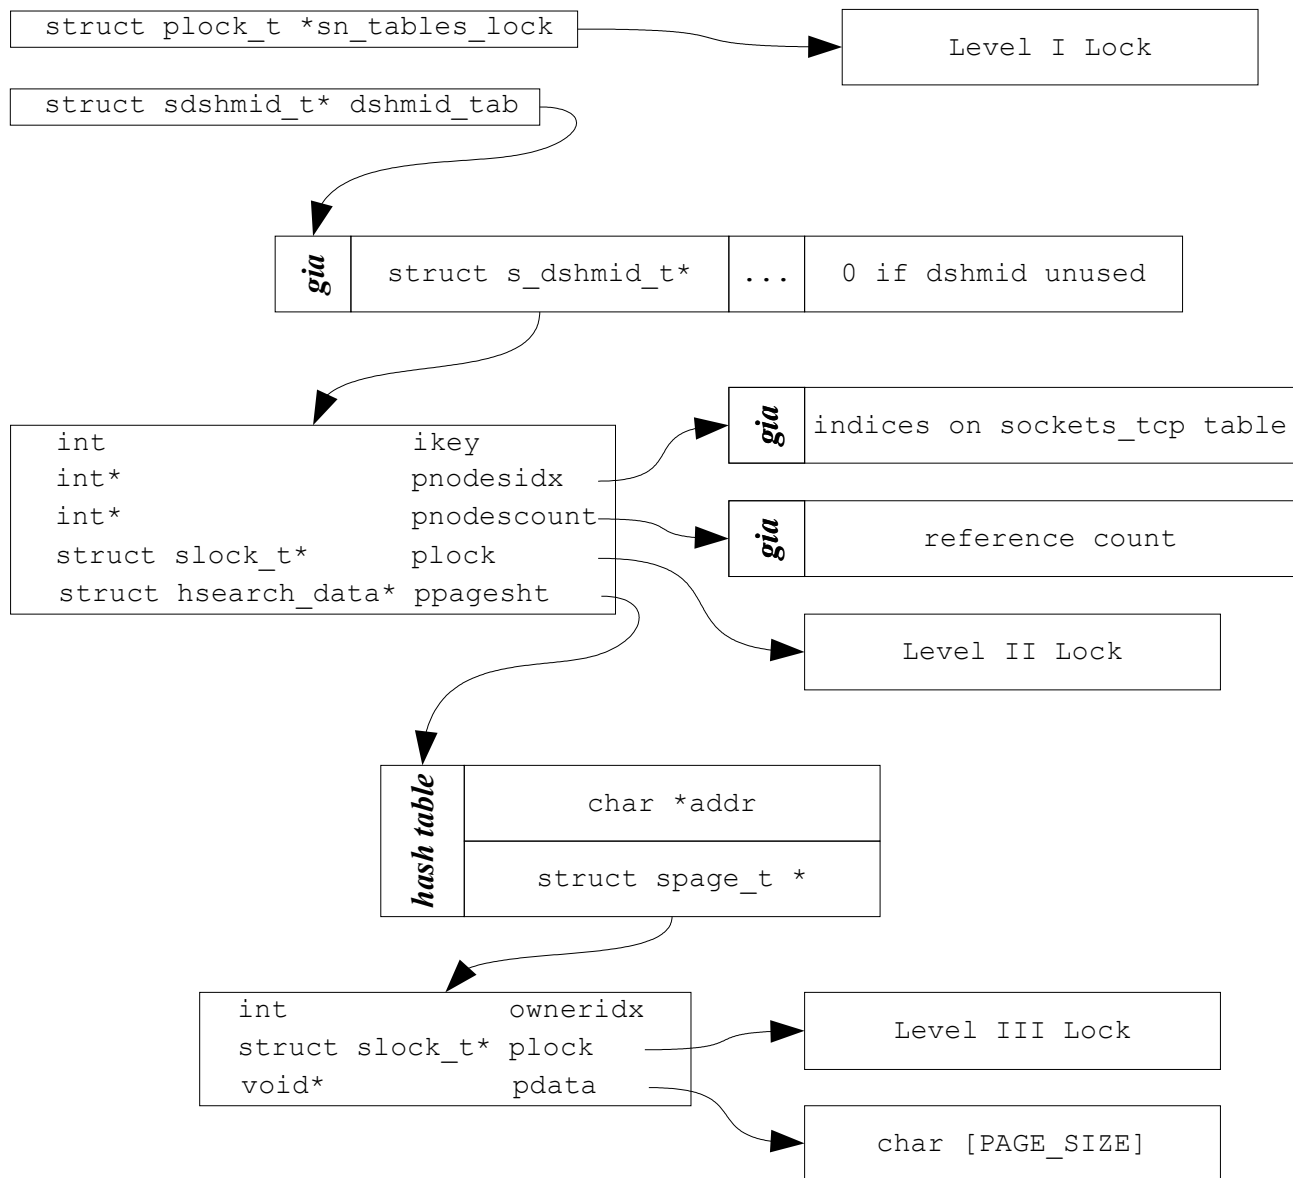 struct plock_t *sn_tables_lock
Level I Lock
struct sdshmid_t* dshmid_tab
gia
struct s_dshmid_t*
...
0 if dshmid unused
int ikey
int* pnodesidx
int* pnodescount
struct slock_t* plock
struct hsearch_data* ppagesht
gia
indices on sockets_tcp table
gia
reference count
Level II Lock
hash table
char *addr
struct spage_t *
int owneridx
struct slock_t* plock
void* pdata
Level III Lock
char [PAGE_SIZE]